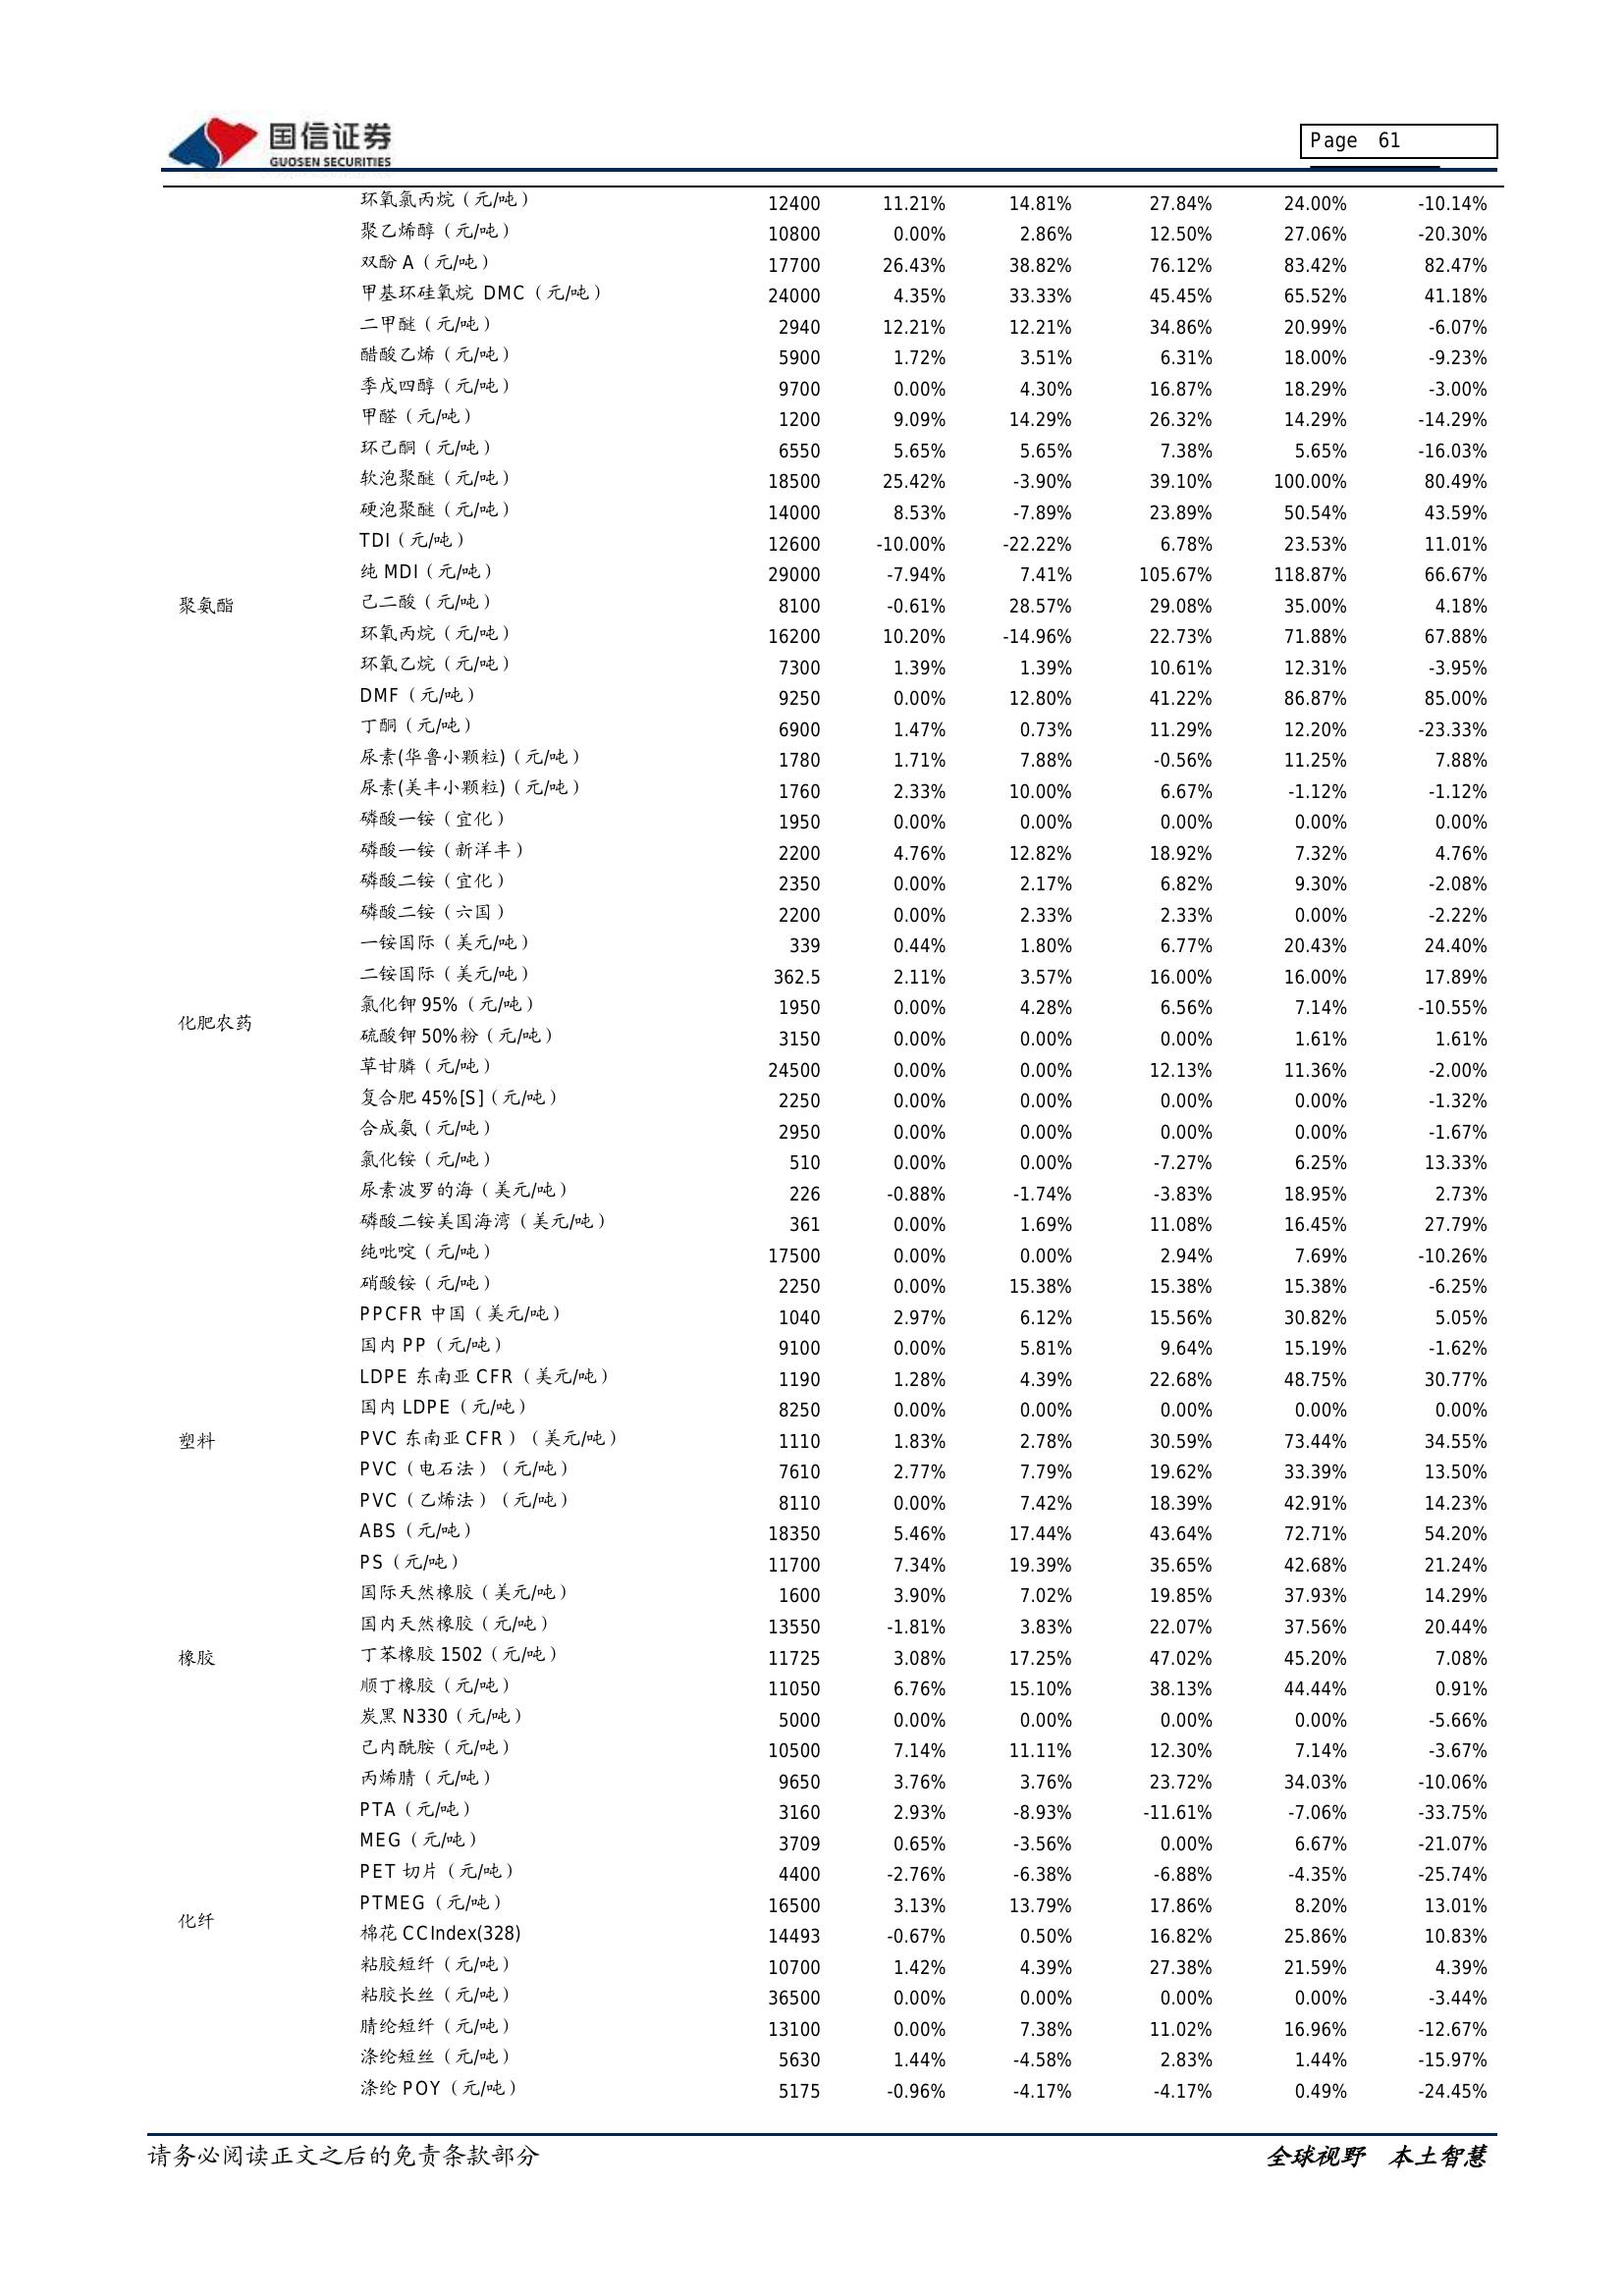 国信证券
GUOSEN SECURITIES
Page 61
环氧氯丙烷（元/吨） 12400 11.21% 14.81% 27.84% 24.00% -10.14%
聚乙烯醇（元/吨） 10800 0.00% 2.86% 12.50% 27.06% -20.30%
双酚 A（元/吨） 17700 26.43% 38.82% 76.12% 83.42% 82.47%
甲基环硅氧烷 DMC（元/吨） 24000 4.35% 33.33% 45.45% 65.52% 41.18%
二甲醚（元/吨） 2940 12.21% 12.21% 34.86% 20.99% -6.07%
醋酸乙烯（元/吨） 5900 1.72% 3.51% 6.31% 18.00% -9.23%
季戊四醇（元/吨） 9700 0.00% 4.30% 16.87% 18.29% -3.00%
甲醛（元/吨） 1200 9.09% 14.29% 26.32% 14.29% -14.29%
环己酮（元/吨） 6550 5.65% 5.65% 7.38% 5.65% -16.03%
软泡聚醚（元/吨） 18500 25.42% -3.90% 39.10% 100.00% 80.49%
硬泡聚醚（元/吨） 14000 8.53% -7.89% 23.89% 50.54% 43.59%
TDI（元/吨） 12600 -10.00% -22.22% 6.78% 23.53% 11.01%
纯 MDI（元/吨） 29000 -7.94% 7.41% 105.67% 118.87% 66.67%
聚氨酯 己二酸（元/吨） 8100 -0.61% 28.57% 29.08% 35.00% 4.18%
环氧丙烷（元/吨） 16200 10.20% -14.96% 22.73% 71.88% 67.88%
环氧乙烷（元/吨） 7300 1.39% 1.39% 10.61% 12.31% -3.95%
DMF（元/吨） 9250 0.00% 12.80% 41.22% 86.87% 85.00%
丁酮（元/吨） 6900 1.47% 0.73% 11.29% 12.20% -23.33%
尿素(华鲁小颗粒)（元/吨） 1780 1.71% 7.88% -0.56% 11.25% 7.88%
尿素(美丰小颗粒)（元/吨） 1760 2.33% 10.00% 6.67% -1.12% -1.12%
磷酸一铵（宜化） 1950 0.00% 0.00% 0.00% 0.00% 0.00%
磷酸一铵（新洋丰） 2200 4.76% 12.82% 18.92% 7.32% 4.76%
磷酸二铵（宜化） 2350 0.00% 2.17% 6.82% 9.30% -2.08%
磷酸二铵（六国） 2200 0.00% 2.33% 2.33% 0.00% -2.22%
一铵国际（美元/吨） 339 0.44% 1.80% 6.77% 20.43% 24.40%
二铵国际（美元/吨） 362.5 2.11% 3.57% 16.00% 16.00% 17.89%
氯化钾 95%（元/吨） 1950 0.00% 4.28% 6.56% 7.14% -10.55%
化肥农药 硫酸钾 50%粉（元/吨） 3150 0.00% 0.00% 0.00% 1.61% 1.61%
草甘膦（元/吨） 24500 0.00% 0.00% 12.13% 11.36% -2.00%
复合肥 45%[S]（元/吨） 2250 0.00% 0.00% 0.00% 0.00% -1.32%
合成氨（元/吨） 2950 0.00% 0.00% 0.00% 0.00% -1.67%
氯化铵（元/吨） 510 0.00% 0.00% -7.27% 6.25% 13.33%
尿素波罗的海（美元/吨） 226 -0.88% -1.74% -3.83% 18.95% 2.73%
磷酸二铵美国海湾（美元/吨） 361 0.00% 1.69% 11.08% 16.45% 27.79%
纯吡啶（元/吨） 17500 0.00% 0.00% 2.94% 7.69% -10.26%
硝酸铵（元/吨） 2250 0.00% 15.38% 15.38% 15.38% -6.25%
PPCFR 中国（美元/吨） 1040 2.97% 6.12% 15.56% 30.82% 5.05%
国内 PP（元/吨） 9100 0.00% 5.81% 9.64% 15.19% -1.62%
LDPE 东南亚 CFR（美元/吨） 1190 1.28% 4.39% 22.68% 48.75% 30.77%
国内 LDPE（元/吨） 8250 0.00% 0.00% 0.00% 0.00% 0.00%
塑料 PVC 东南亚 CFR）（美元/吨） 1110 1.83% 2.78% 30.59% 73.44% 34.55%
PVC（电石法）（元/吨） 7610 2.77% 7.79% 19.62% 33.39% 13.50%
PVC（乙烯法）（元/吨） 8110 0.00% 7.42% 18.39% 42.91% 14.23%
ABS（元/吨） 18350 5.46% 17.44% 43.64% 72.71% 54.20%
PS（元/吨） 11700 7.34% 19.39% 35.65% 42.68% 21.24%
国际天然橡胶（美元/吨） 1600 3.90% 7.02% 19.85% 37.93% 14.29%
国内天然橡胶（元/吨） 13550 -1.81% 3.83% 22.07% 37.56% 20.44%
橡胶 丁苯橡胶 1502（元/吨） 11725 3.08% 17.25% 47.02% 45.20% 7.08%
顺丁橡胶（元/吨） 11050 6.76% 15.10% 38.13% 44.44% 0.91%
炭黑 N330（元/吨） 5000 0.00% 0.00% 0.00% 0.00% -5.66%
己内酰胺（元/吨） 10500 7.14% 11.11% 12.30% 7.14% -3.67%
丙烯腈（元/吨） 9650 3.76% 3.76% 23.72% 34.03% -10.06%
PTA（元/吨） 3160 2.93% -8.93% -11.61% -7.06% -33.75%
MEG（元/吨） 3709 0.65% -3.56% 0.00% 6.67% -21.07%
PET 切片（元/吨） 4400 -2.76% -6.38% -6.88% -4.35% -25.74%
PTMEG（元/吨） 16500 3.13% 13.79% 17.86% 8.20% 13.01%
化纤 棉花 CCIndex(328) 14493 -0.67% 0.50% 16.82% 25.86% 10.83%
粘胶短纤（元/吨） 10700 1.42% 4.39% 27.38% 21.59% 4.39%
粘胶长丝（元/吨） 36500 0.00% 0.00% 0.00% 0.00% -3.44%
腈纶短纤（元/吨） 13100 0.00% 7.38% 11.02% 16.96% -12.67%
涤纶短丝（元/吨） 5630 1.44% -4.58% 2.83% 1.44% -15.97%
涤纶 POY（元/吨） 5175 -0.96% -4.17% -4.17% 0.49% -24.45%
请务必阅读正文之后的免责条款部分 全球视野 本土智慧